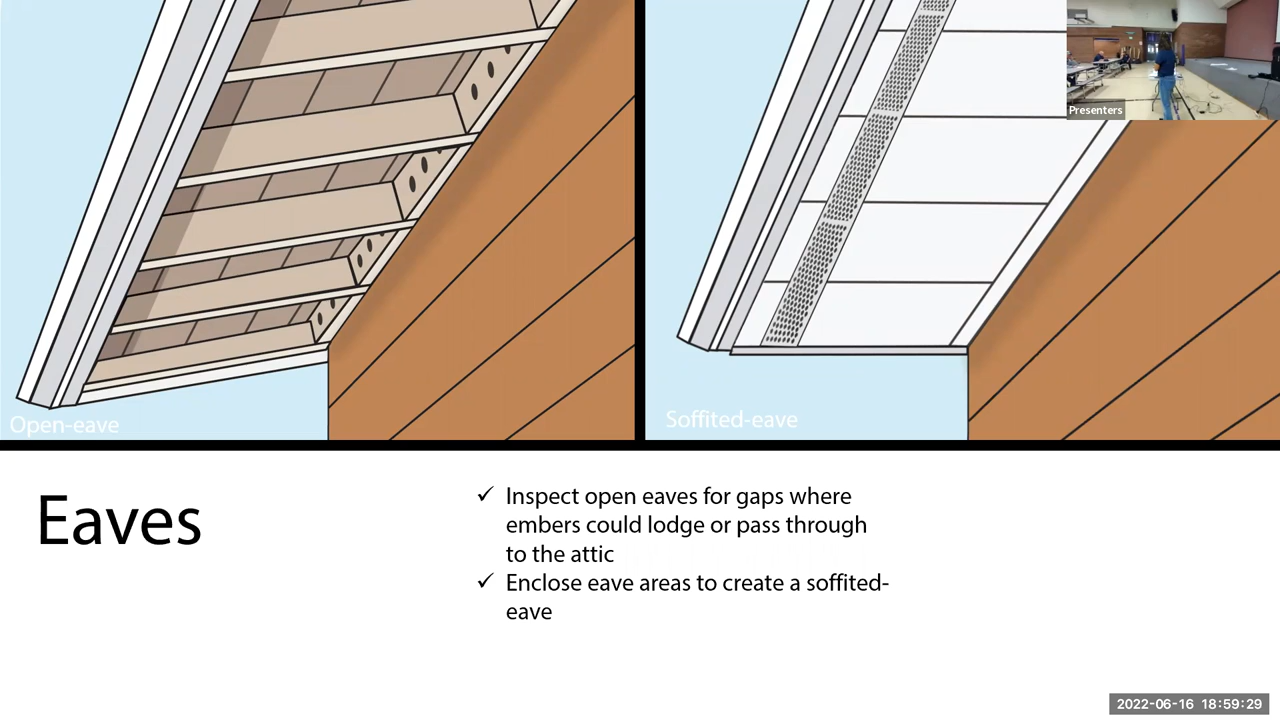 Presenters
Open-eave
Soffited-eave
Eaves
✓ Inspect open eaves for gaps where
embers could lodge or pass through
to the attic
✓ Enclose eave areas to create a soffited-
eave
2022-06-16 18:59:29